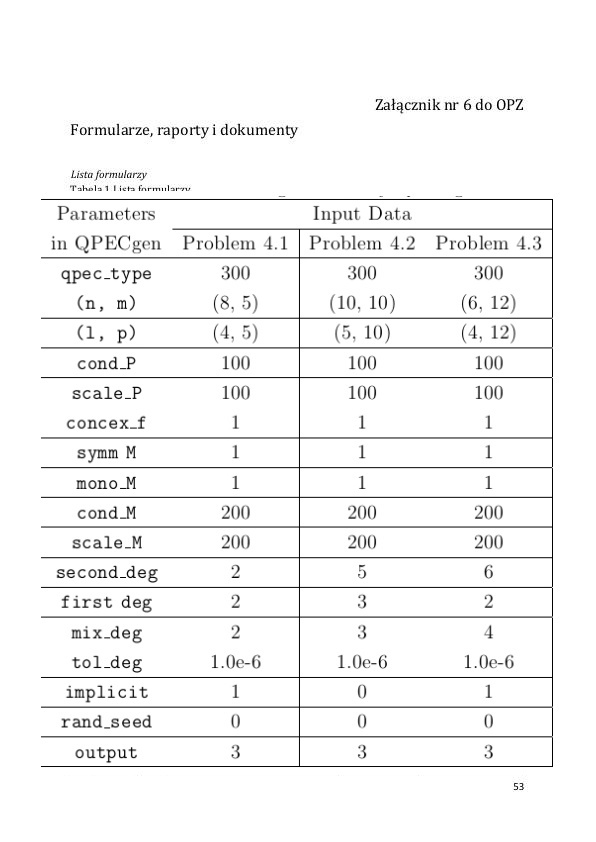 Załącznik nr 6 do OPZ
Formularze, raporty i dokumenty
Lista formularzy
Tabela 1 Lista formularzy
Parameters Input Data
in QPECgen Problem 4.1 Problem 4.2 Problem 4.3
qpec_type 300 300 300
(n, m) (8, 5) (10, 10) (6, 12)
(l, p) (4, 5) (5, 10) (4, 12)
cond_P 100 100 100
scale_P 100 100 100
concex_f 1 1 1
symm M 1 1 1
mono_M 1 1 1
cond_M 200 200 200
scale_M 200 200 200
second_deg 2 5 6
first deg 2 3 2
mix_deg 2 3 4
tol_deg 1.0e-6 1.0e-6 1.0e-6
implicit 1 0 1
rand_seed 0 0 0
output 3 3 3
53